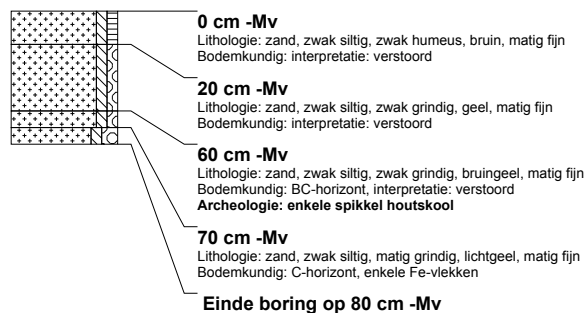 0 cm -Mv
Lithologie: zand, zwak siltig, zwak humeus, bruin, matig fijn
Bodemkundig: interpretatie: verstoord
20 cm -Mv
Lithologie: zand, zwak siltig, zwak grindig, geel, matig fijn
Bodemkundig: interpretatie: verstoord
60 cm -Mv
Lithologie: zand, zwak siltig, zwak grindig, bruingeel, matig fijn
Bodemkundig: BC-horizont, interpretatie: verstoord
Archeologie: enkele spikkel houtskool
70 cm -Mv
Lithologie: zand, zwak siltig, matig grindig, lichtgeel, matig fijn
Bodemkundig: C-horizont, enkele Fe-vlekken
Einde boring op 80 cm -Mv